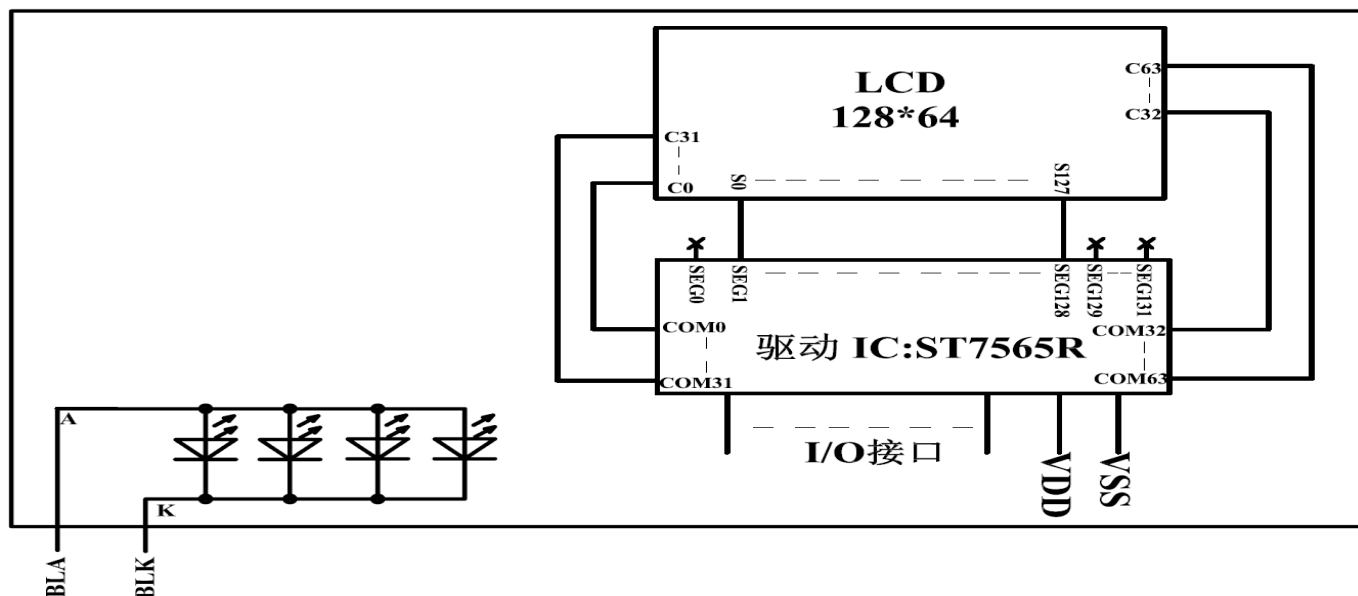 LCD
128*64
C63
C32
C31
C0
S0
S127
SEG0
SEG1
SEG128
SEG129
SEG131
COM0
COM31
驱动 IC:ST7565R
COM32
COM63
I/O接口
VDD
VSS
A
K
BLA
BLK